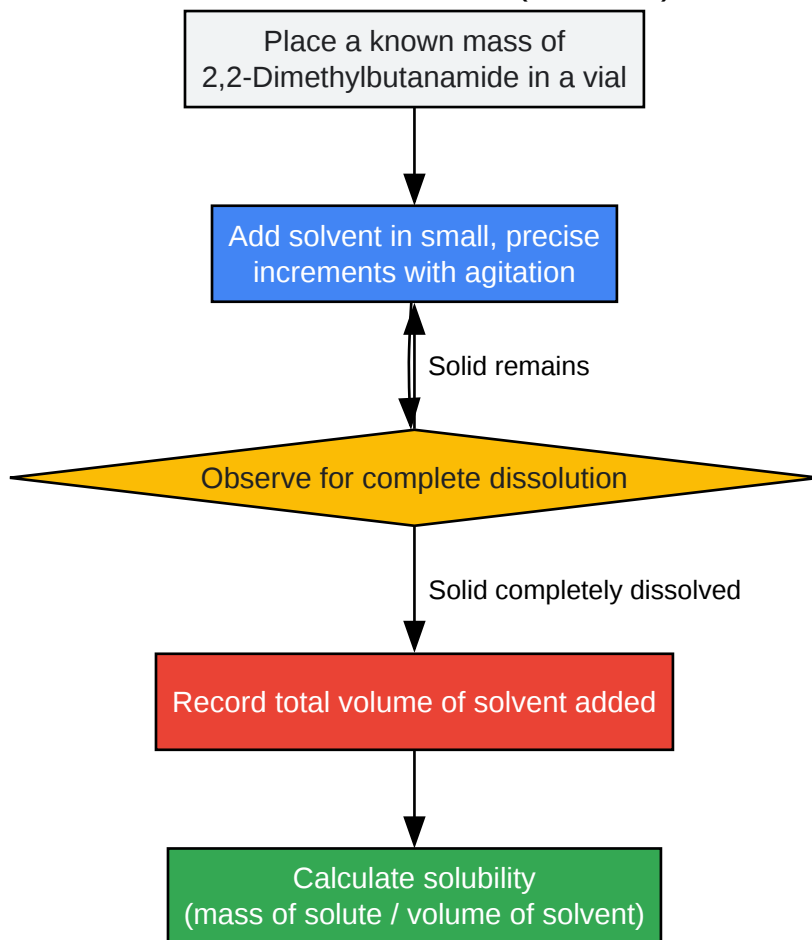 Place a known mass of
2,2-Dimethylbutanamide in a vial
Add solvent in small, precise
increments with agitation
Solid remains
Observe for complete dissolution
Solid completely dissolved
Record total volume of solvent added
Calculate solubility
(mass of solute / volume of solvent)